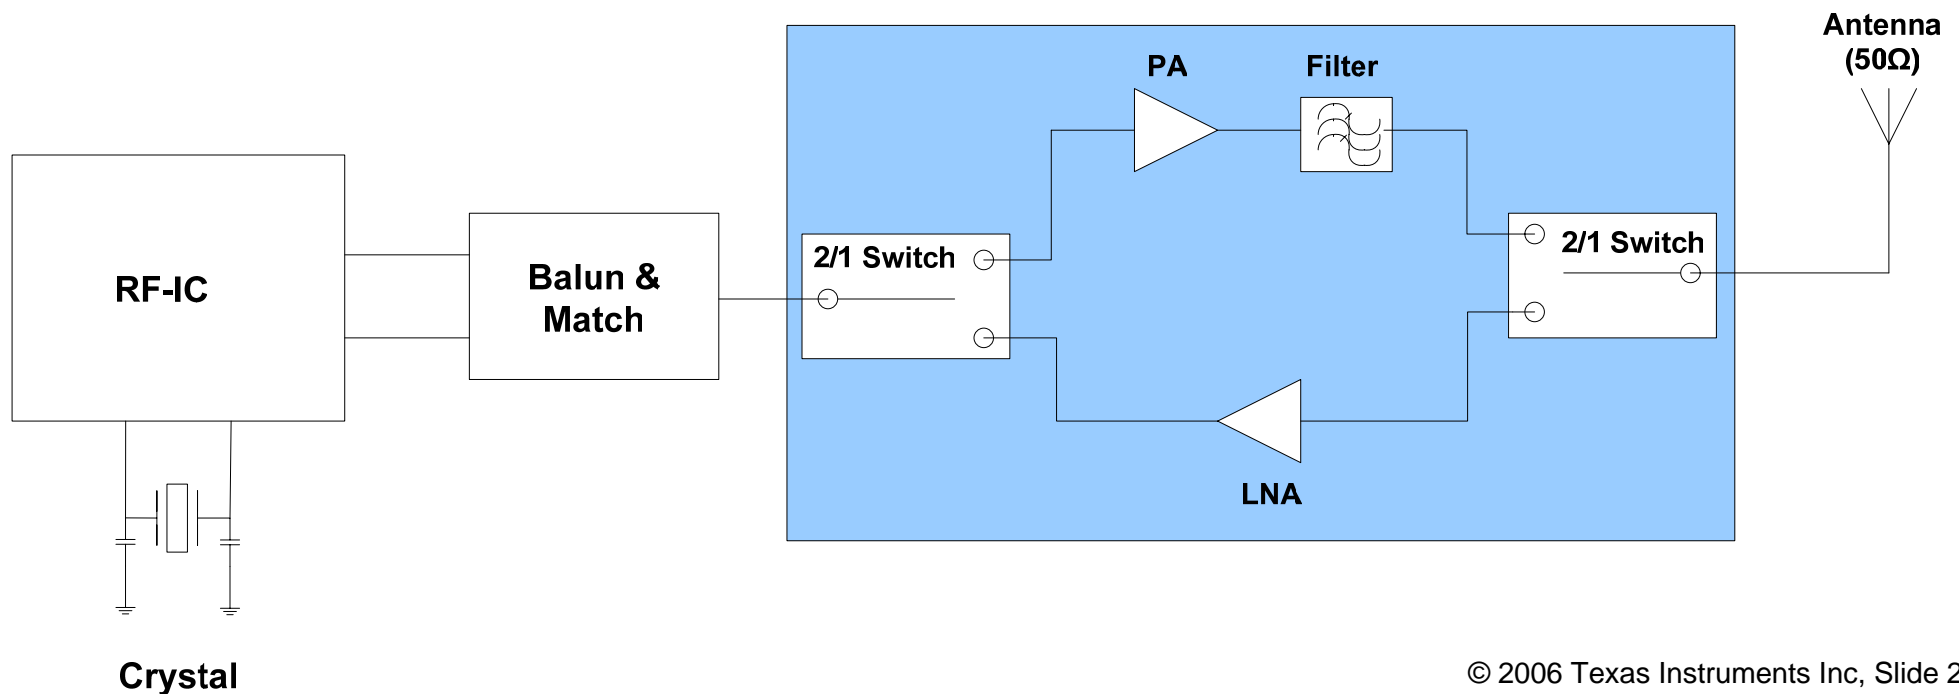 Antenna
(50Ω)
PA
Filter
2/1 Switch
2/1 Switch
RF-IC
Balun &
Match
LNA
Crystal
© 2006 Texas Instruments Inc, Slide 2